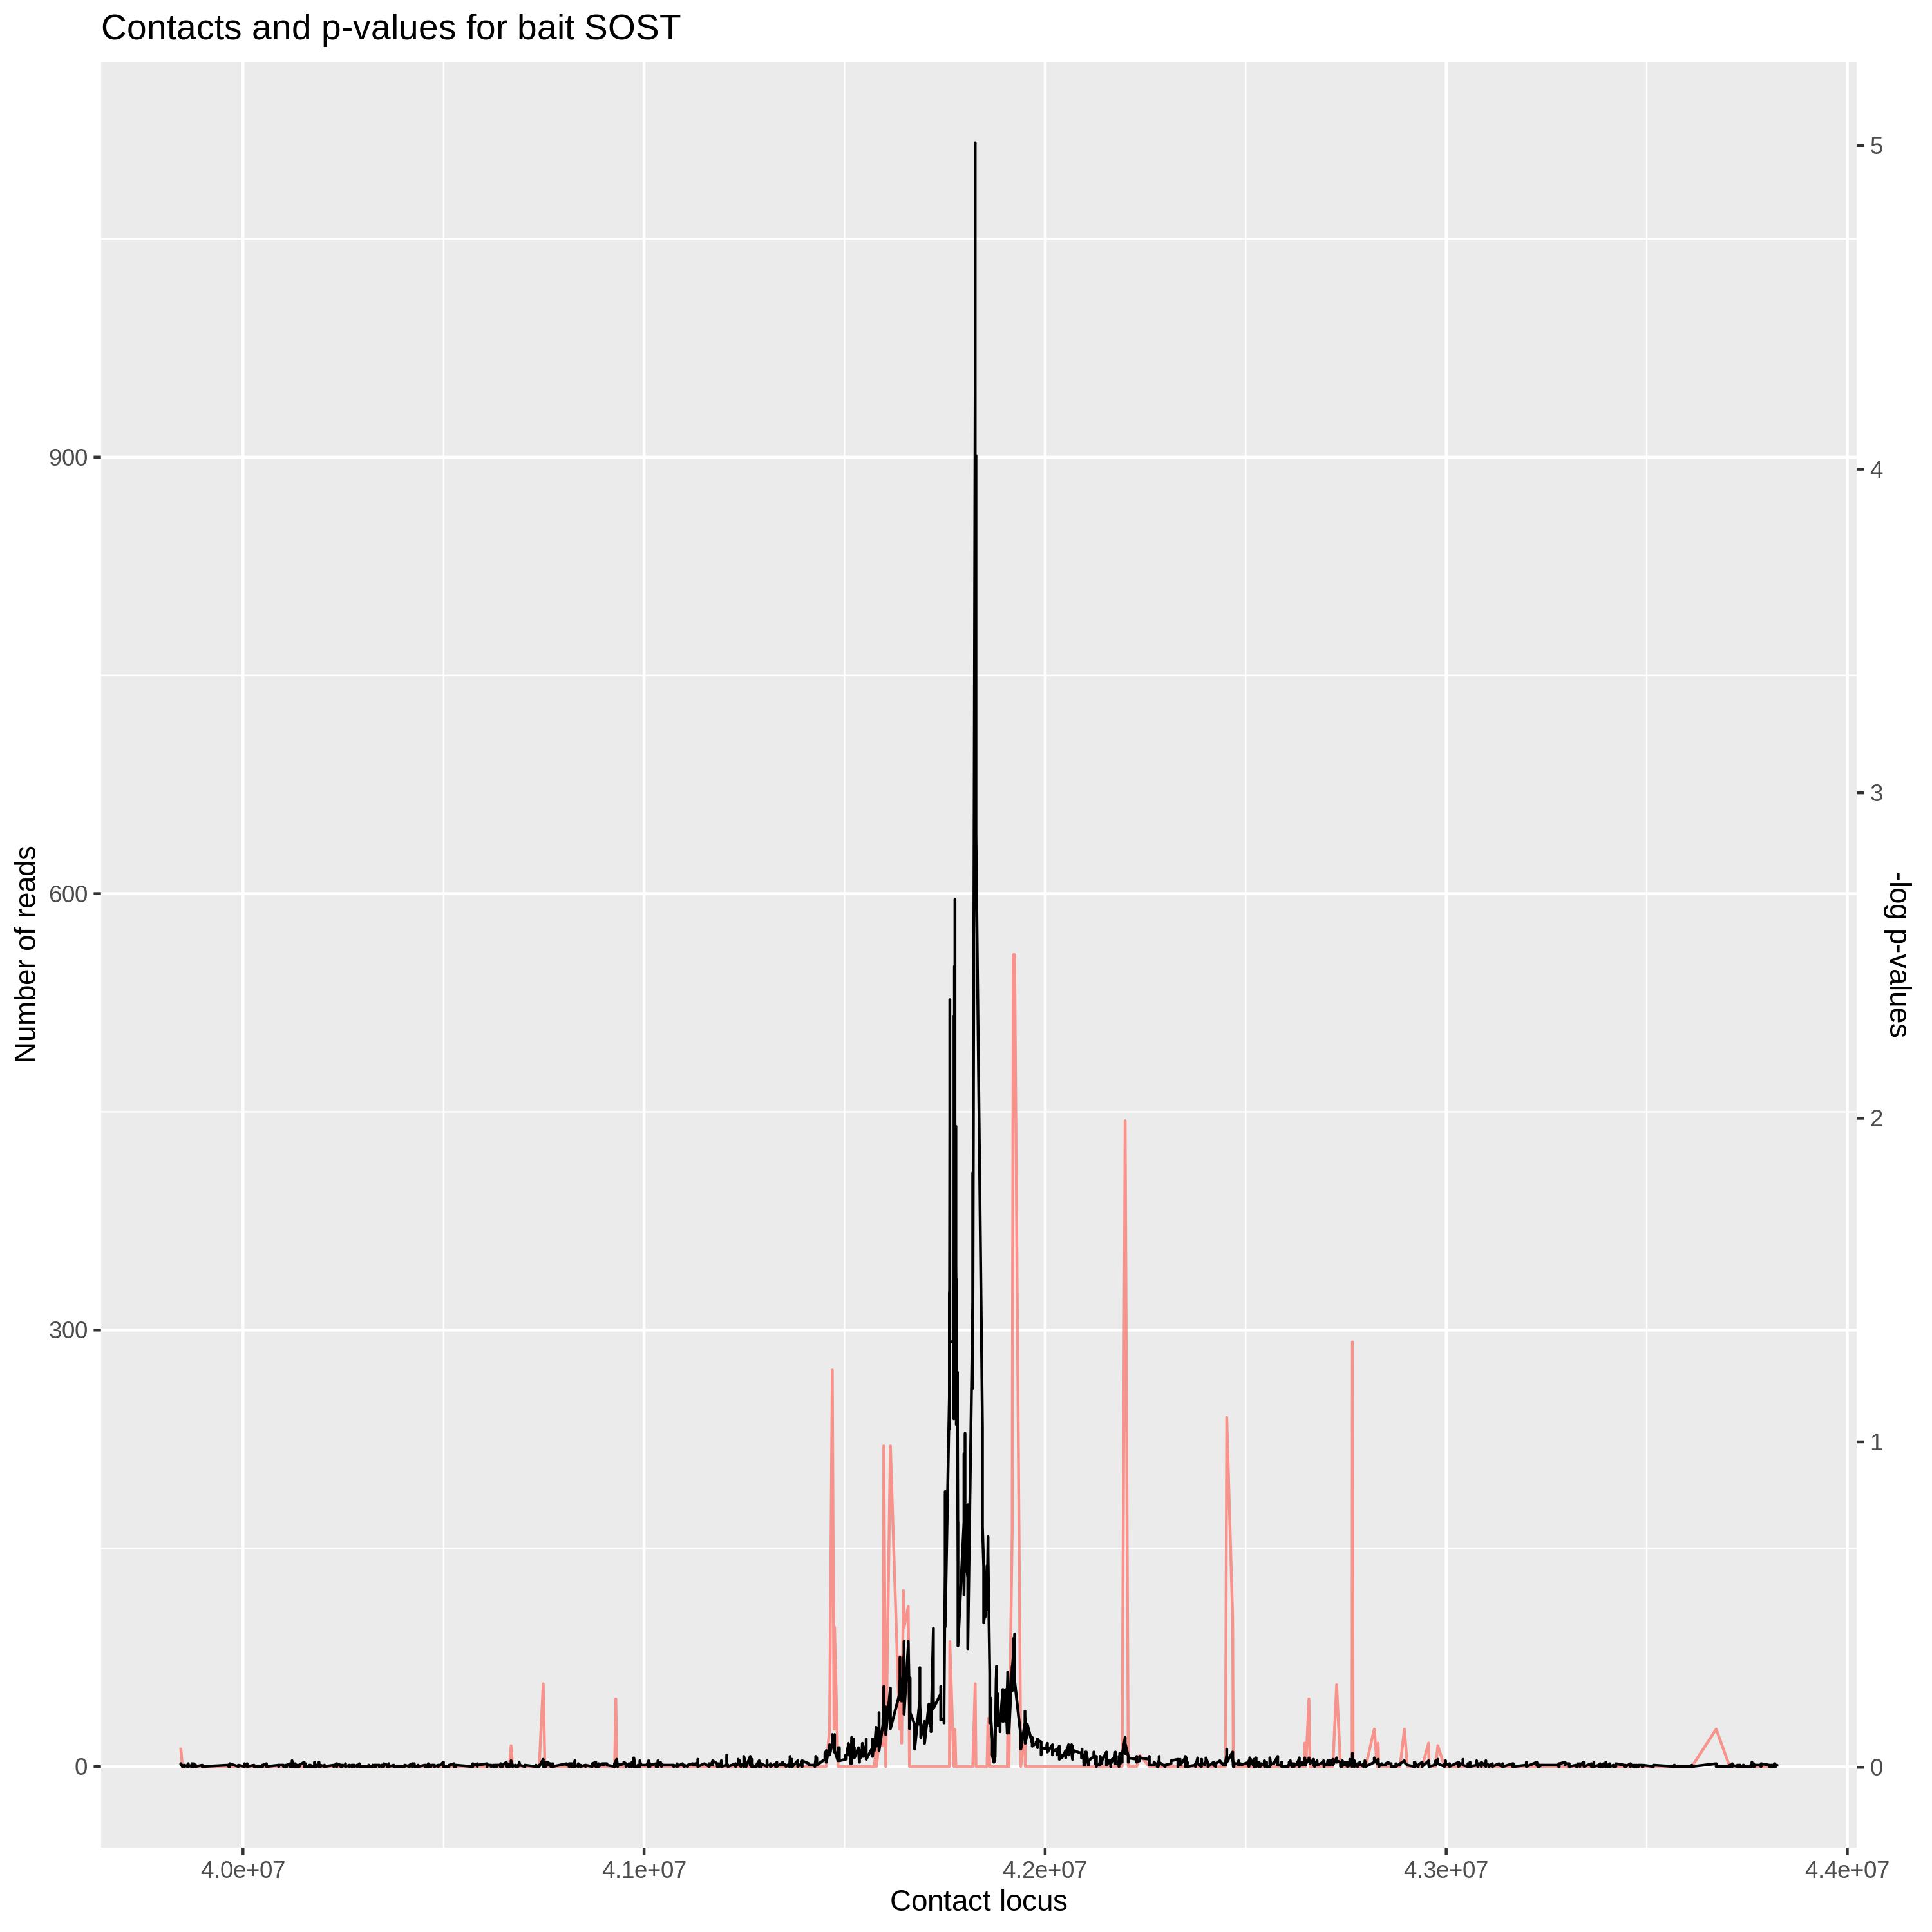 Contacts and p-values for bait SOST
Number of reads
900
600
300
0
5
4
3
2
1
0
-log p-values
4.0e+07
4.1e+07
4.2e+07
4.3e+07
4.4e+07
Contact locus